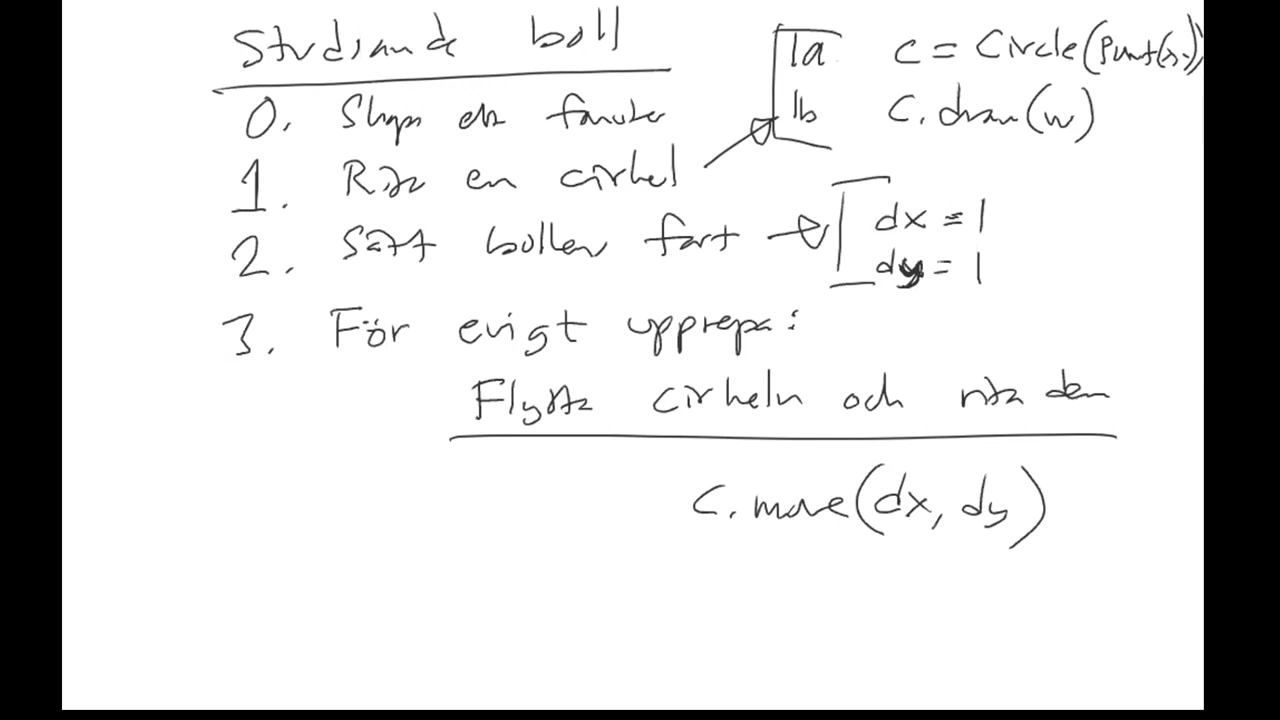 Studsande boll
0. Skapa ett fönster
1. Rita en cirkel
1a c = Circle(Point(
1b c.draw(w)
2. Sätt bollens fart
dx = 1
dy = 1
3. För evigt upprepa:
Flytta cirkeln och rita den
c.move(dx, dy)